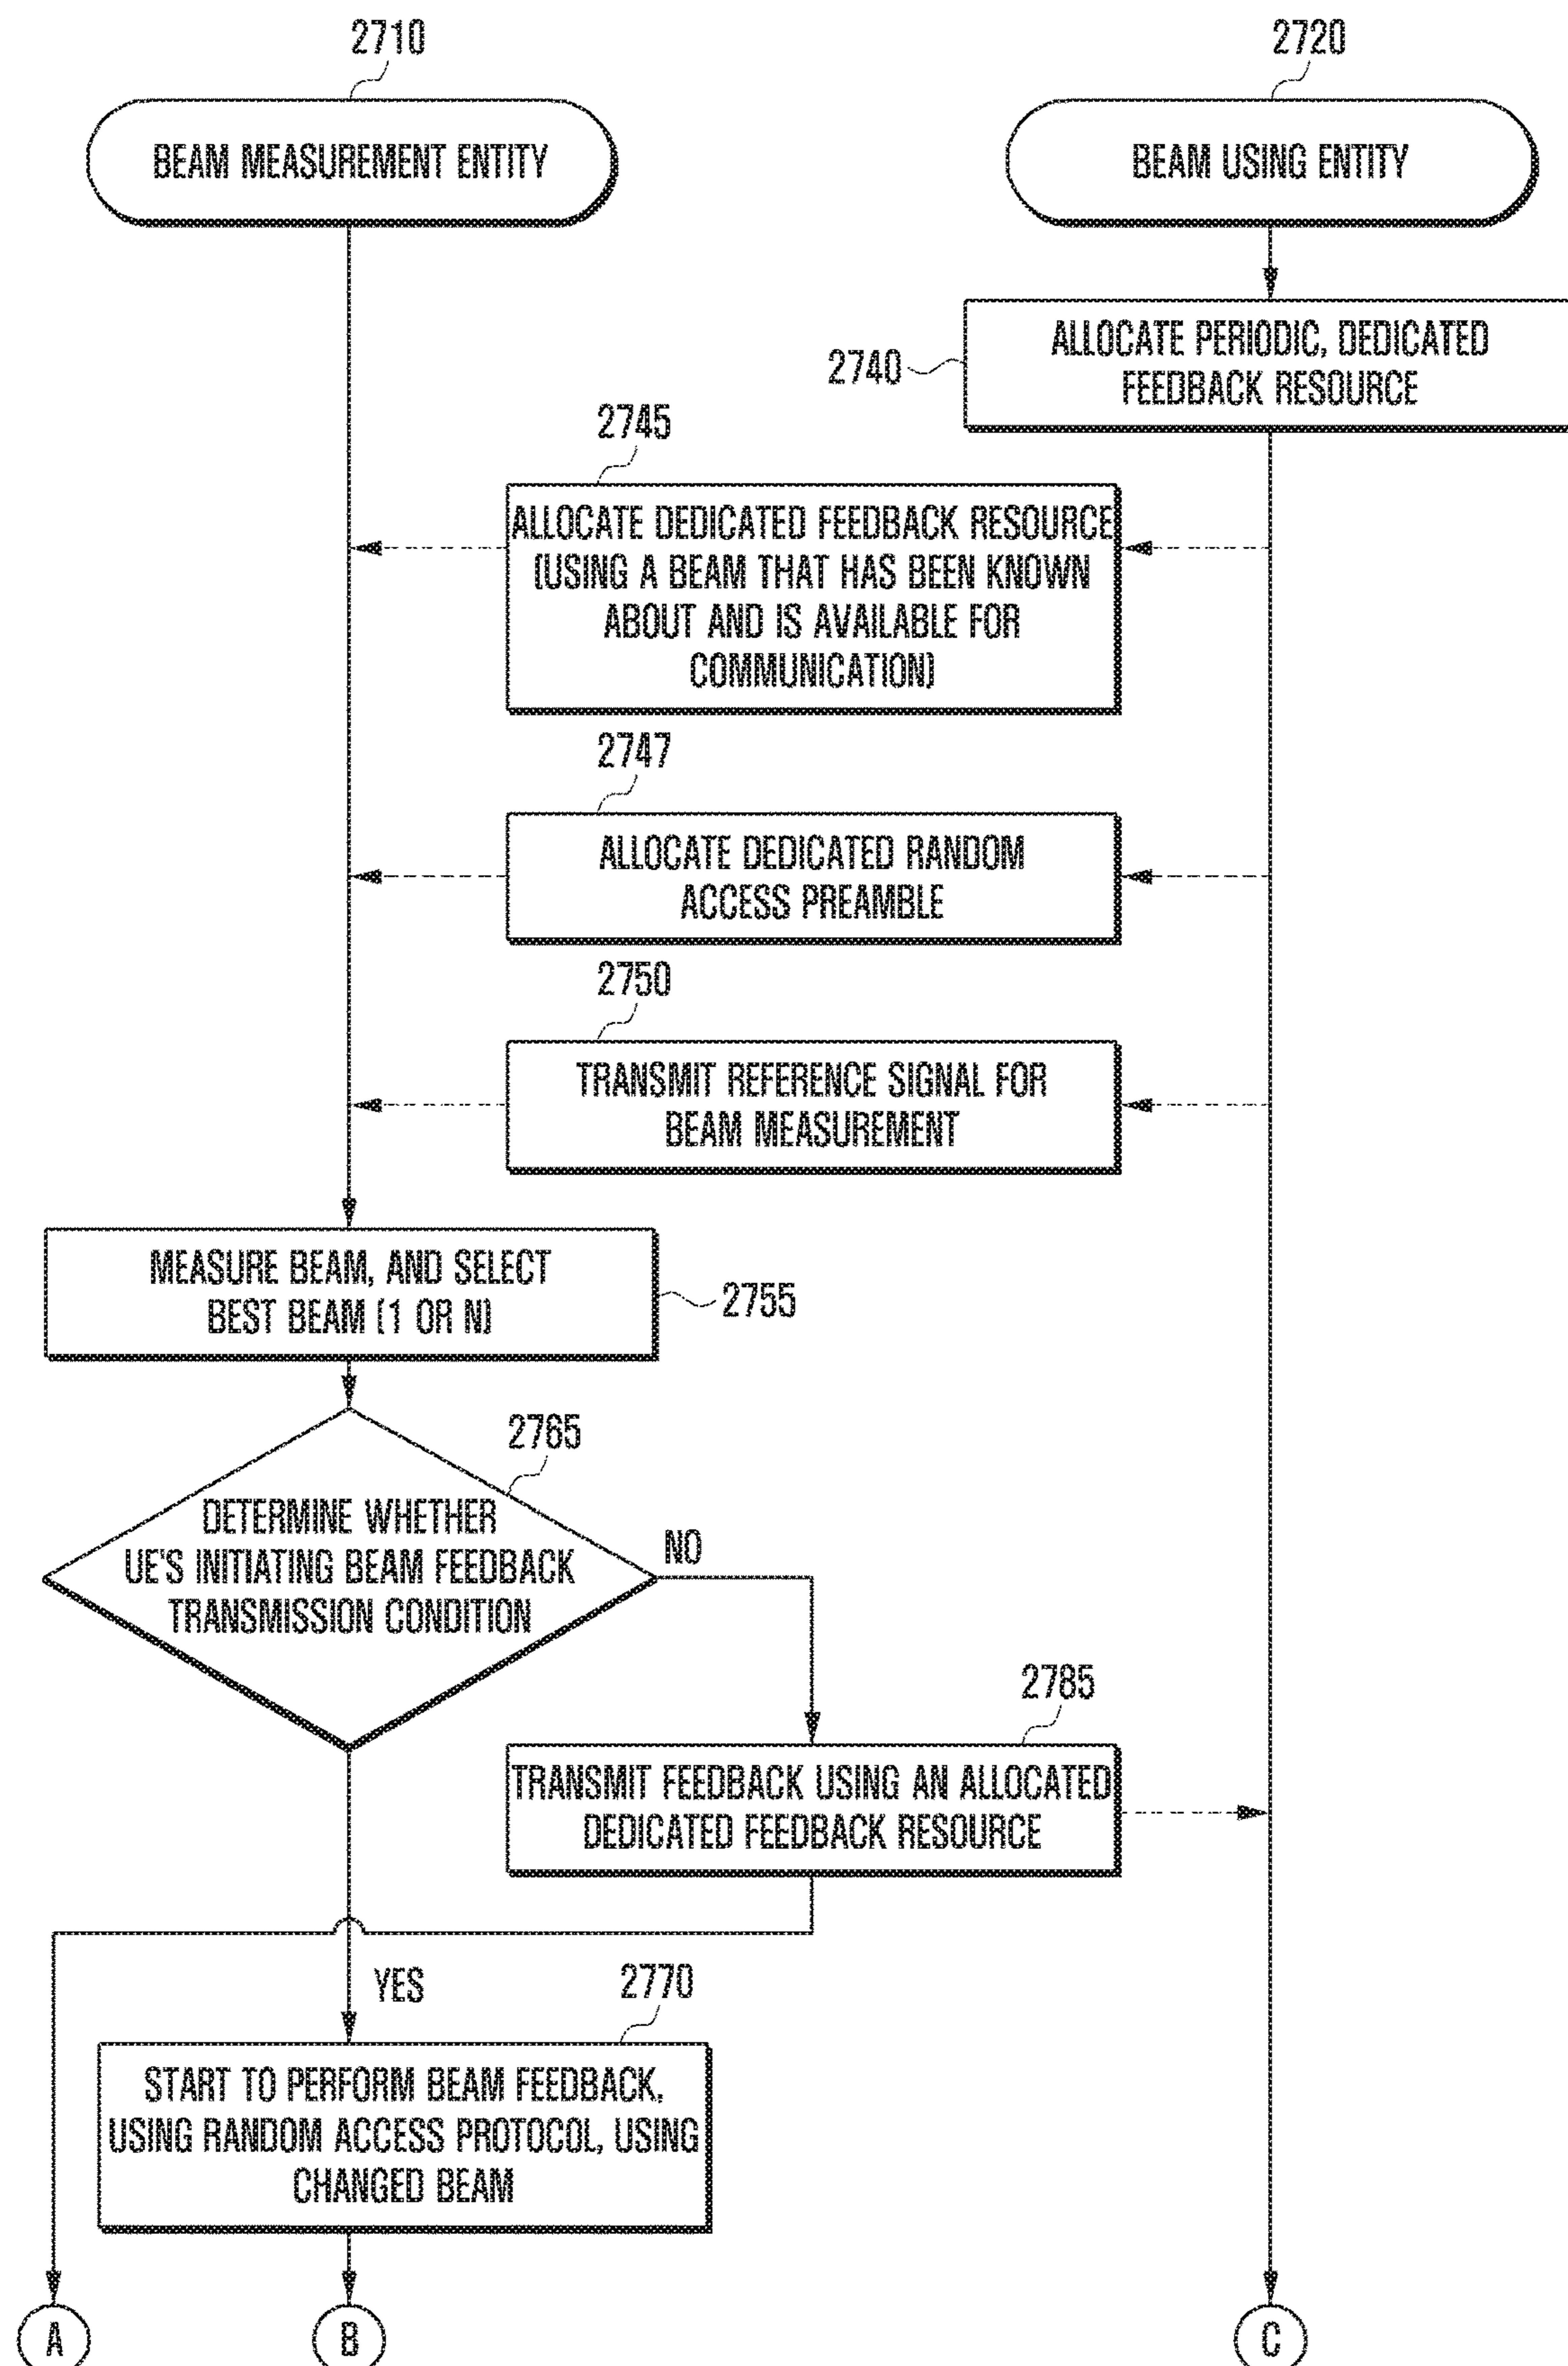 2710
2720
BEAM MEASUREMENT ENTITY
BEAM USING ENTITY
ALLOCATE PERIODIC, DEDICATED
FEEDBACK RESOURCE
2740
2745
ALLOCATE DEDICATED FEEDBACK RESOURCE
(USING A BEAM THAT HAS BEEN KNOWN
ABOUT AND IS AVAILABLE FOR
COMMUNICATION)
2747
ALLOCATE DEDICATED RANDOM
ACCESS PREAMBLE
2750
TRANSMIT REFERENCE SIGNAL FOR
BEAM MEASUREMENT
MEASURE BEAM, AND SELECT
BEST BEAM (1 OR N)
2755
2765
DETERMINE WHETHER
UE'S INITIATING BEAM FEEDBACK
TRANSMISSION CONDITION
NO
2785
TRANSMIT FEEDBACK USING AN ALLOCATED
DEDICATED FEEDBACK RESOURCE
YES
2770
START TO PERFORM BEAM FEEDBACK,
USING RANDOM ACCESS PROTOCOL, USING
CHANGED BEAM
A
B
C